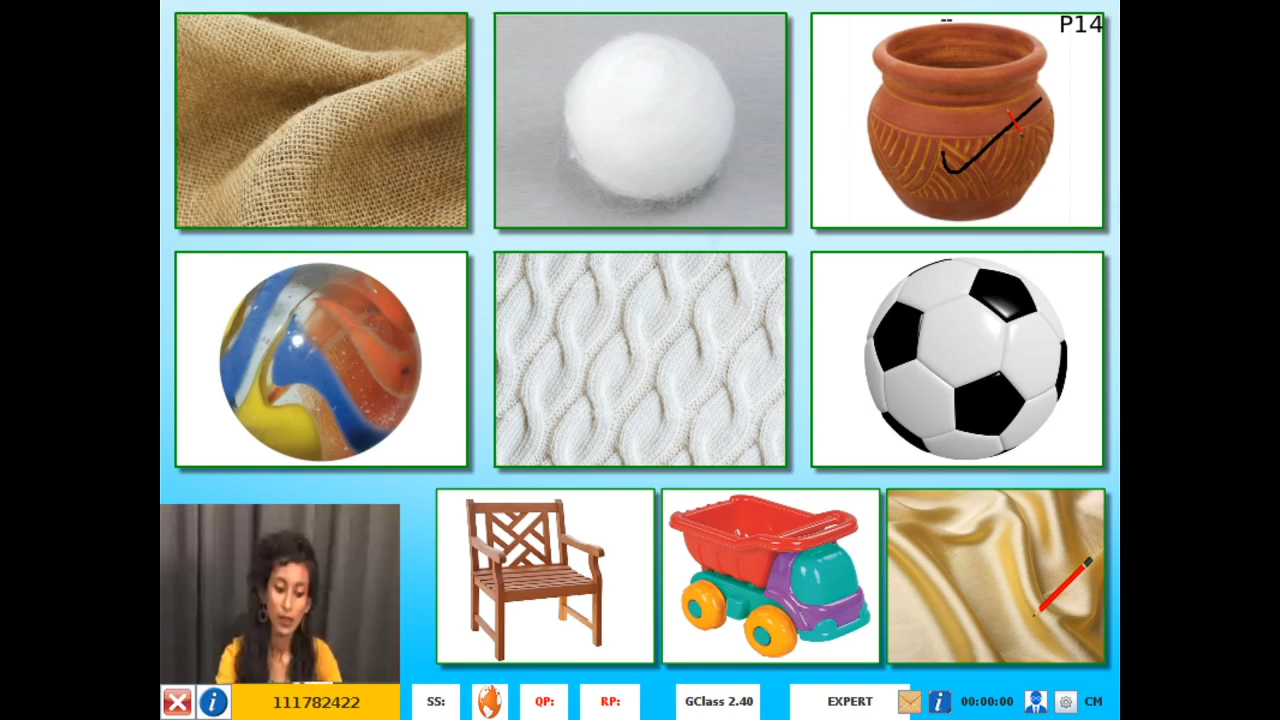 --
P14
111782422
SS:
QP:
RP:
GClass 2.40
EXPERT
00:00:00
CM